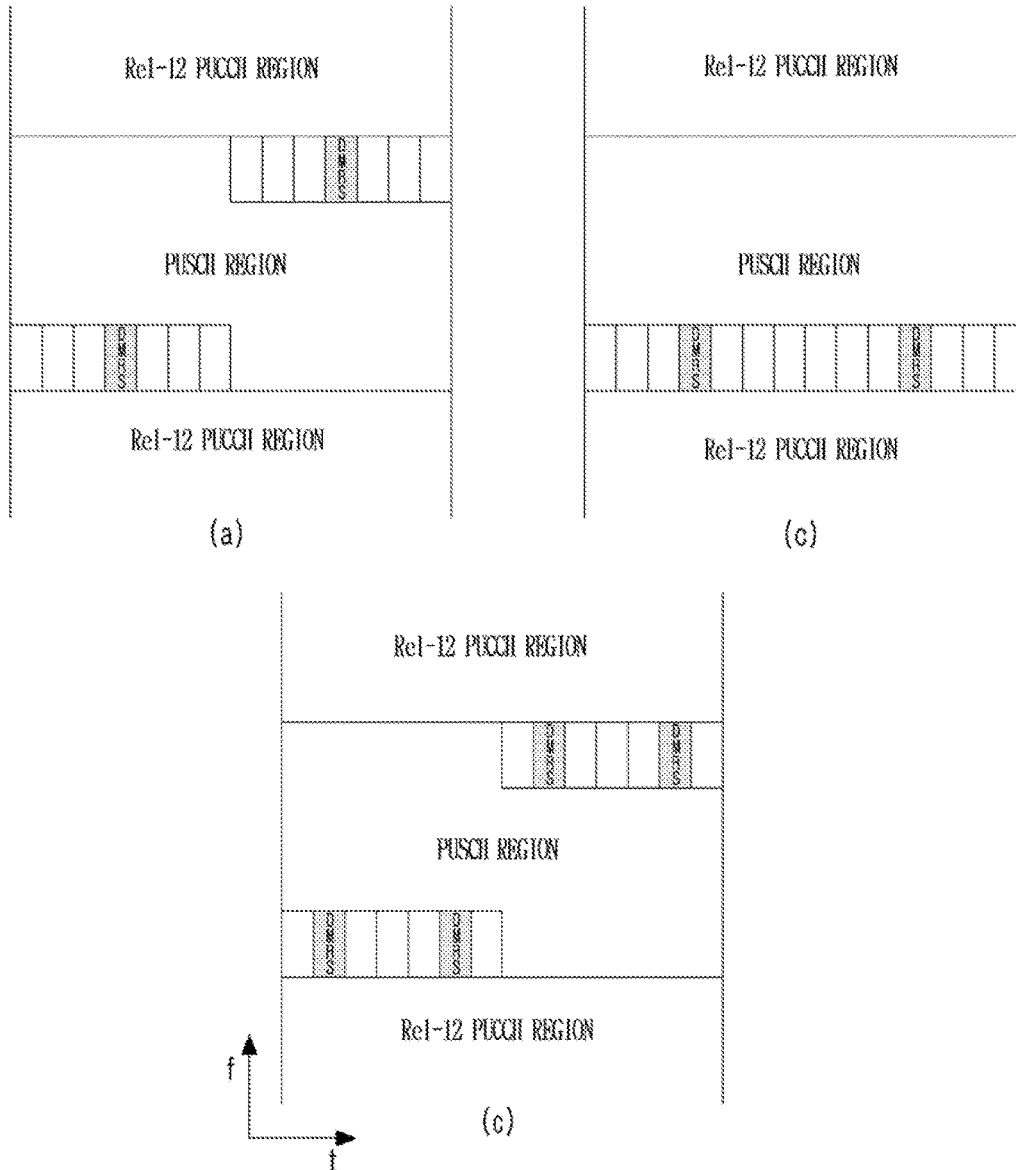 Rel-12 PUCCH REGION
DMRS
PUSCH REGION
DMRS
Rel-12 PUCCH REGION
(a)
Rel-12 PUCCH REGION
PUSCH REGION
DMRS
DMRS
Rel-12 PUCCH REGION
(c)
Rel-12 PUCCH REGION
DMRS
DMRS
PUSCH REGION
DMRS
DMRS
Rel-12 PUCCH REGION
f
t
(c)